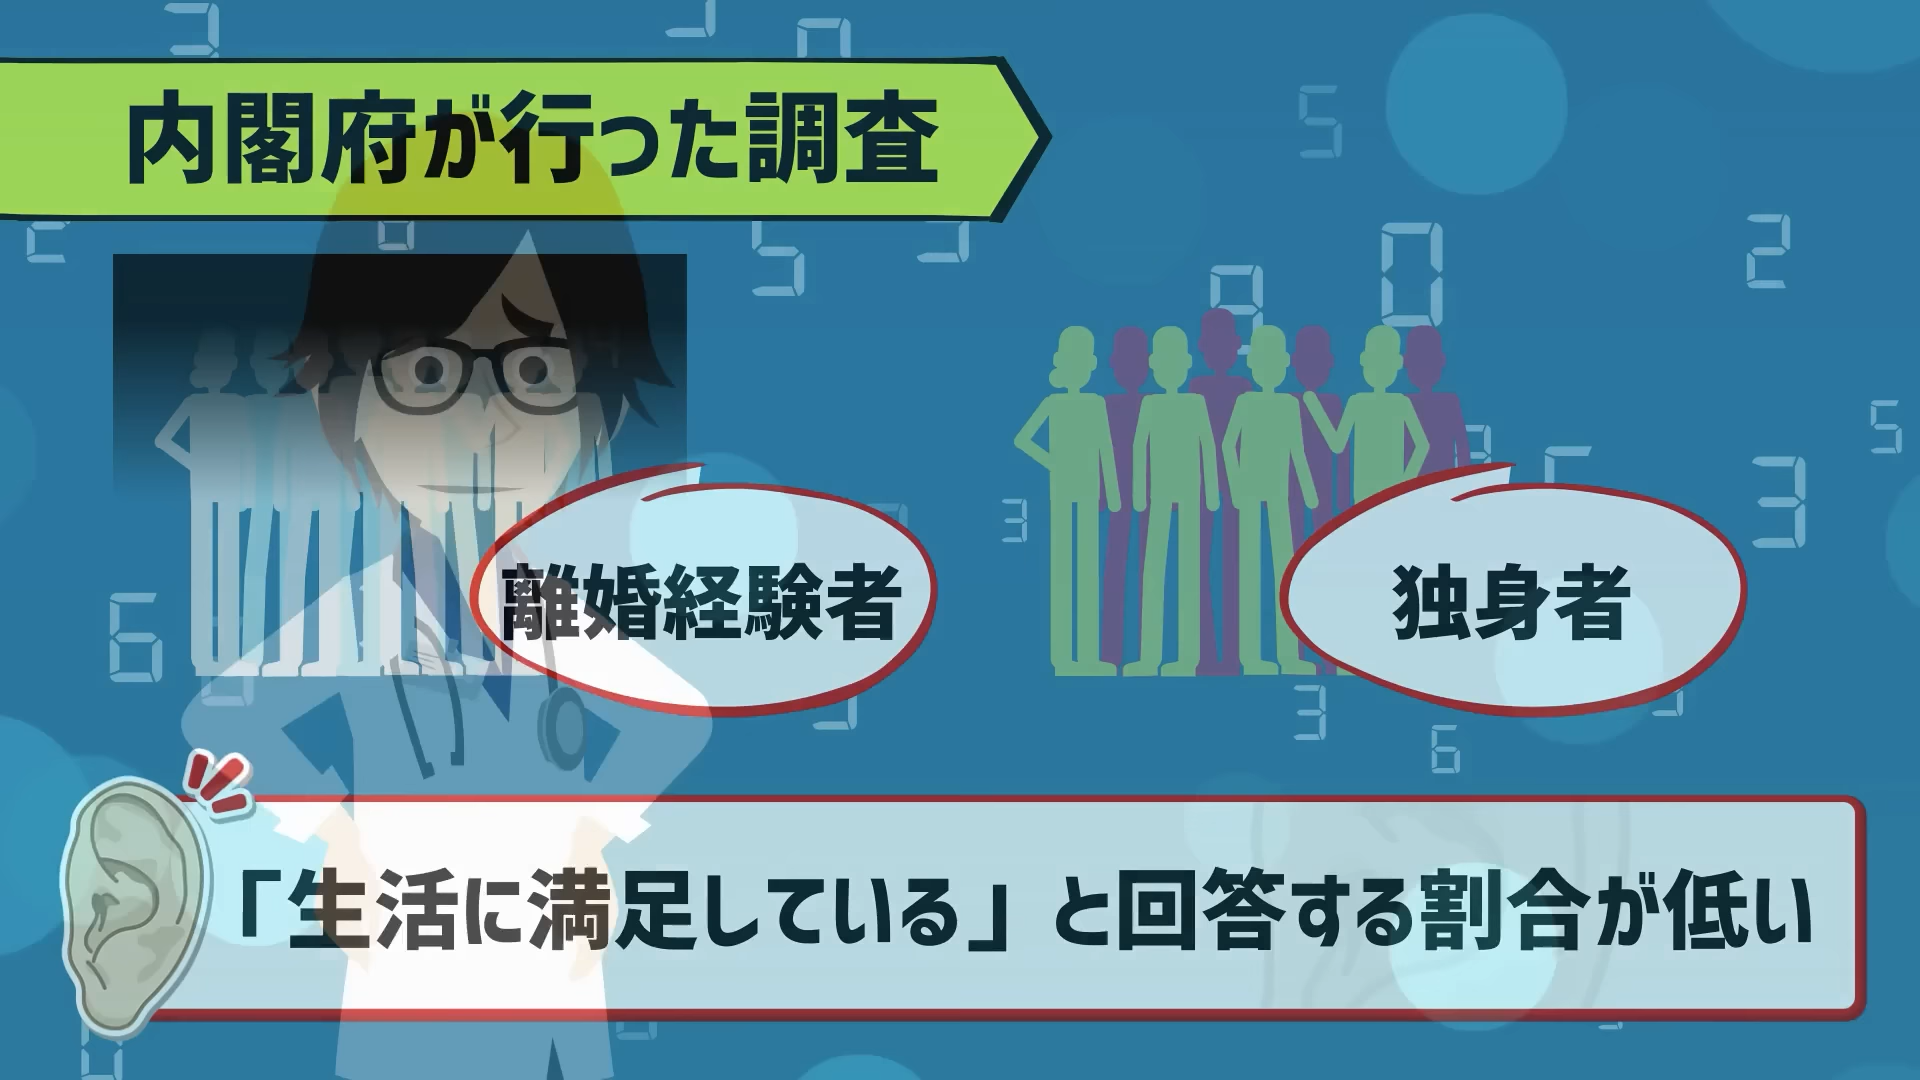 内閣府が行った調査
離婚経験者
独身者
「生活に満足している」と回答する割合が低い